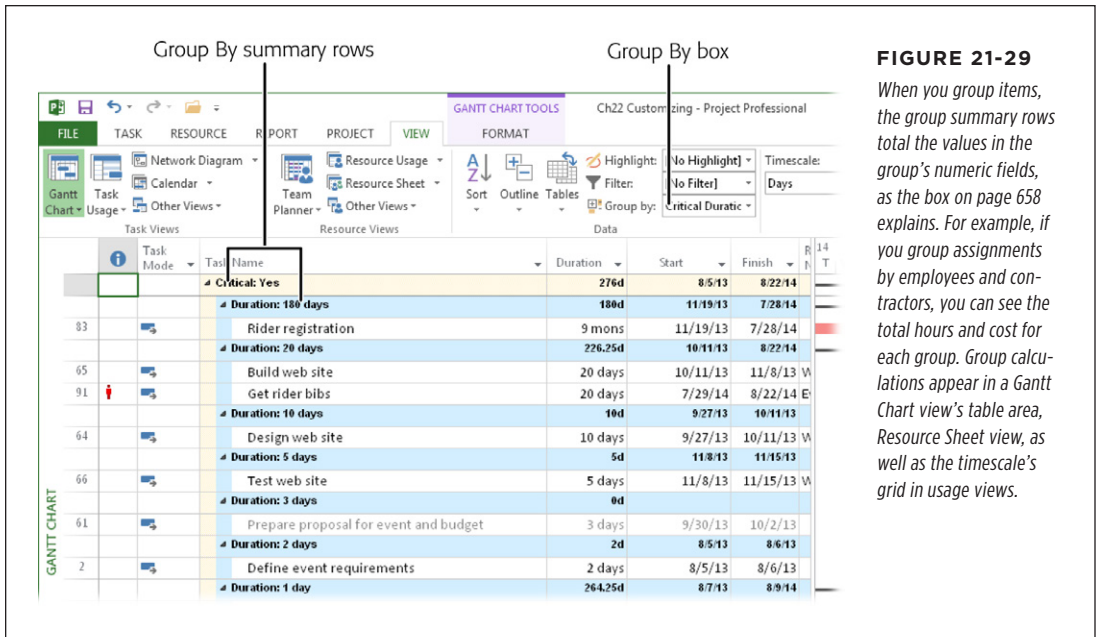 Group By summary rows
Group By box
GANTT CHART TOOLS
Ch22 Customizing - Project Professional
FILE
TASK
RESOURCE
R PORT
PROJECT
VIEW
FORMAT
Gantt Chart
Task Usage
Network Diagram
Calendar
Other Views
Task Views
Team Planner
Resource Usage
Resource Sheet
Other Views
Resource Views
Sort
Outline
Tables
Highlight: No Highlight]
Filter: No Filter]
Group by: Critical Duratic
Data
Timescale:
Days
Task Mode
Task Name
Duration
Start
Finish
14
T
Critical: Yes 276d 8/5/13 8/22/14
Duration: 180 days 180d 11/19/13 7/28/14
83 Rider registration 9 mons 11/19/13 7/28/14
Duration: 20 days 226.25d 10/11/13 8/22/14
65 Build web site 20 days 10/11/13 11/8/13 W
91 Get rider bibs 20 days 7/29/14 8/22/14
Duration: 10 days 10d 9/27/13 10/11/13
64 Design web site 10 days 9/27/13 10/11/13 W
Duration: 5 days 5d 11/8/13 11/15/13
66 Test web site 5 days 11/8/13 11/15/13 W
Duration: 3 days 0d
61 Prepare proposal for event and budget 3 days 9/30/13 10/2/13
Duration: 2 days 2d 8/5/13 8/6/13
2 Define event requirements 2 days 8/5/13 8/6/13
Duration: 1 day 264.25d 8/7/13 8/9/14
GANTT CHART
FIGURE 21-29
When you group items,
the group summary rows
total the values in the
group's numeric fields,
as the box on page 658
explains. For example, if
you group assignments
by employees and con-
tractors, you can see the
total hours and cost for
each group. Group calcu-
lations appear in a Gantt
Chart view's table area,
Resource Sheet view, as
well as the timescale's
grid in usage views.